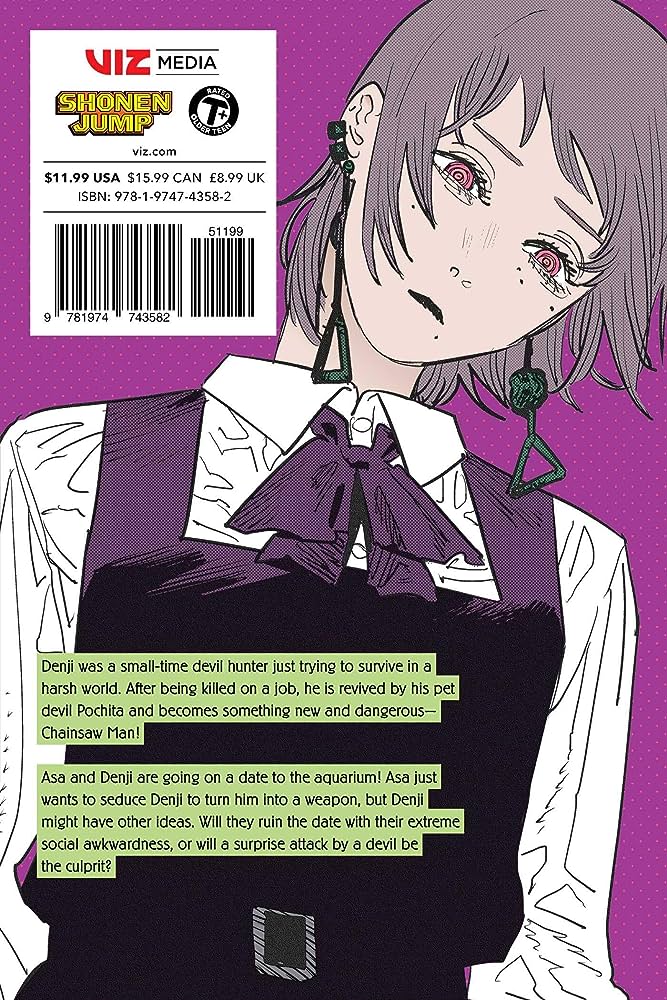 VIZ MEDIA
SHONEN
JUMP
RATED
T+
OLDER TEEN
viz.com
$11.99 USA $15.99 CAN £8.99 UK
ISBN: 978-1-9747-4358-2
51199
9 781974 743582
Denji was a small-time devil hunter just trying to survive in a
harsh world. After being killed on a job, he is revived by his pet
devil Pochita and becomes something new and dangerous—
Chainsaw Man!
Asa and Denji are going on a date to the aquarium! Asa just
wants to seduce Denji to turn him into a weapon, but Denji
might have other ideas. Will they ruin the date with their extreme
social awkwardness, or will a surprise attack by a devil be
the culprit?